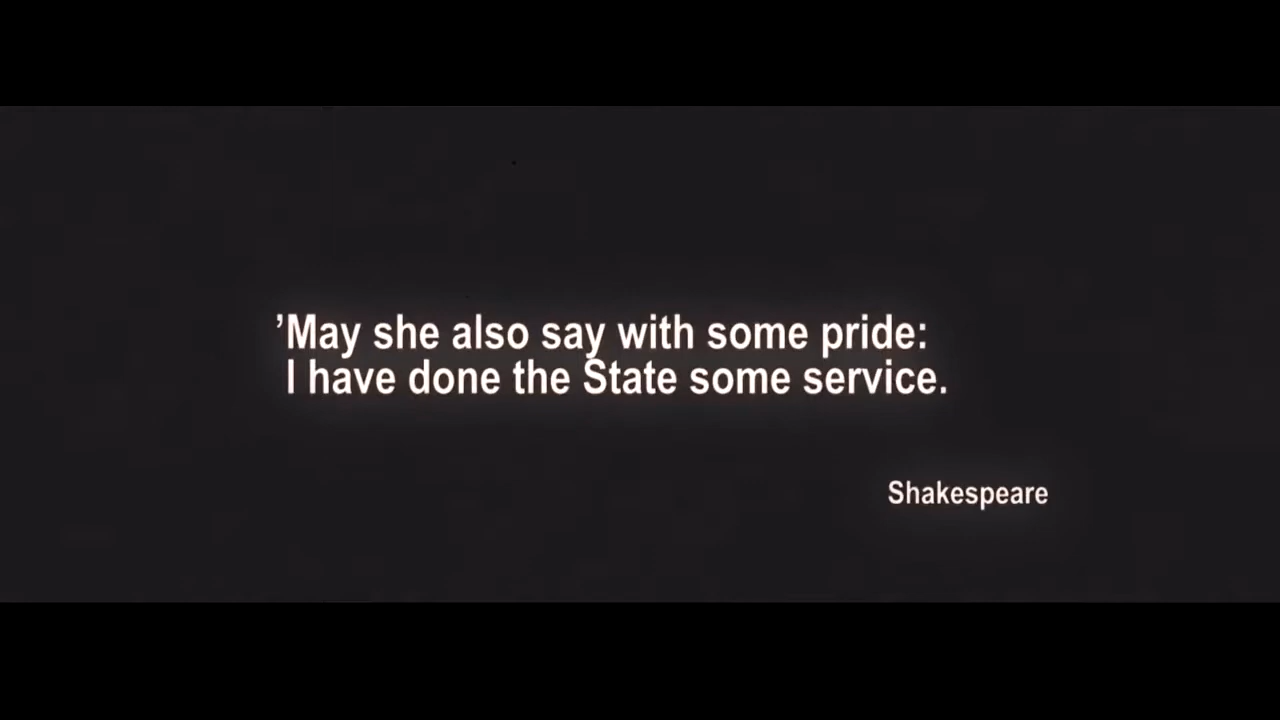 ’May she also say with some pride:
I have done the State some service.
Shakespeare